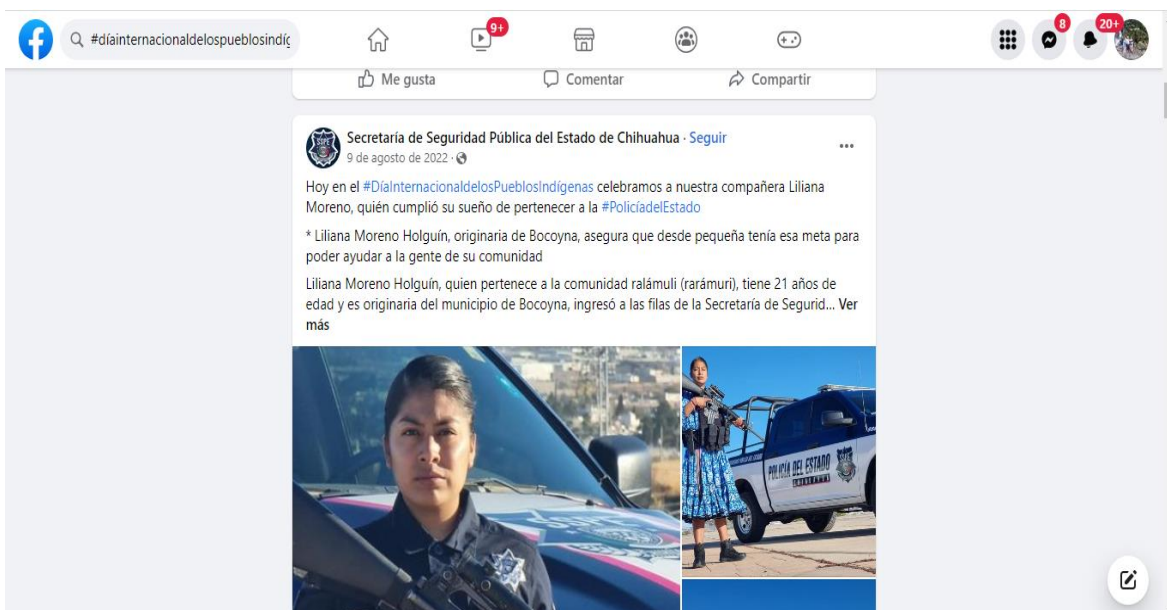 #díainternacionaldelospueblosindíg
9+
8
20+
Me gusta
Comentar
Compartir
Secretaría de Seguridad Pública del Estado de Chihuahua · Seguir
9 de agosto de 2022 ·
Hoy en el #DíaInternacionaldelosPueblosIndígenas celebramos a nuestra compañera Liliana
Moreno, quién cumplió su sueño de pertenecer a la #PolicíadelEstado
* Liliana Moreno Holguín, originaria de Bocoyna, asegura que desde pequeña tenía esa meta para
poder ayudar a la gente de su comunidad
Liliana Moreno Holguín, quien pertenece a la comunidad ralámuli (rarámuri), tiene 21 años de
edad y es originaria del municipio de Bocoyna, ingresó a las filas de la Secretaría de Segurid... Ver
más
SSPE
POLICÍA DEL ESTADO